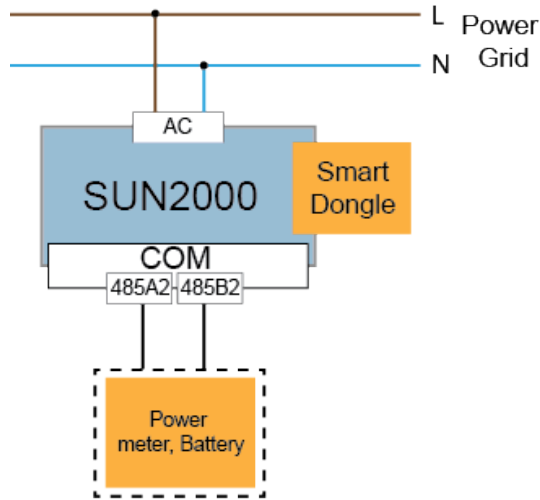 L
Power
Grid
N
AC
SUN2000
Smart
Dongle
COM
485A2
485B2
Power
meter, Battery